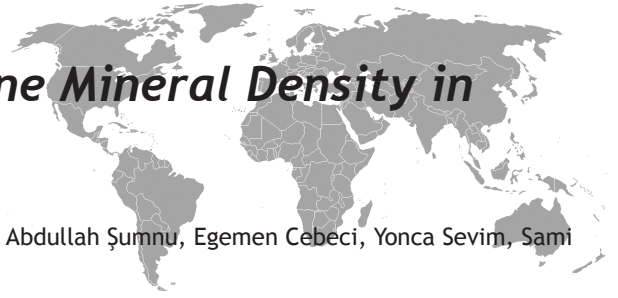 ne Mineral Density in
Abdullah Şumnu, Egemen Cebeci, Yonca Sevim, Sami